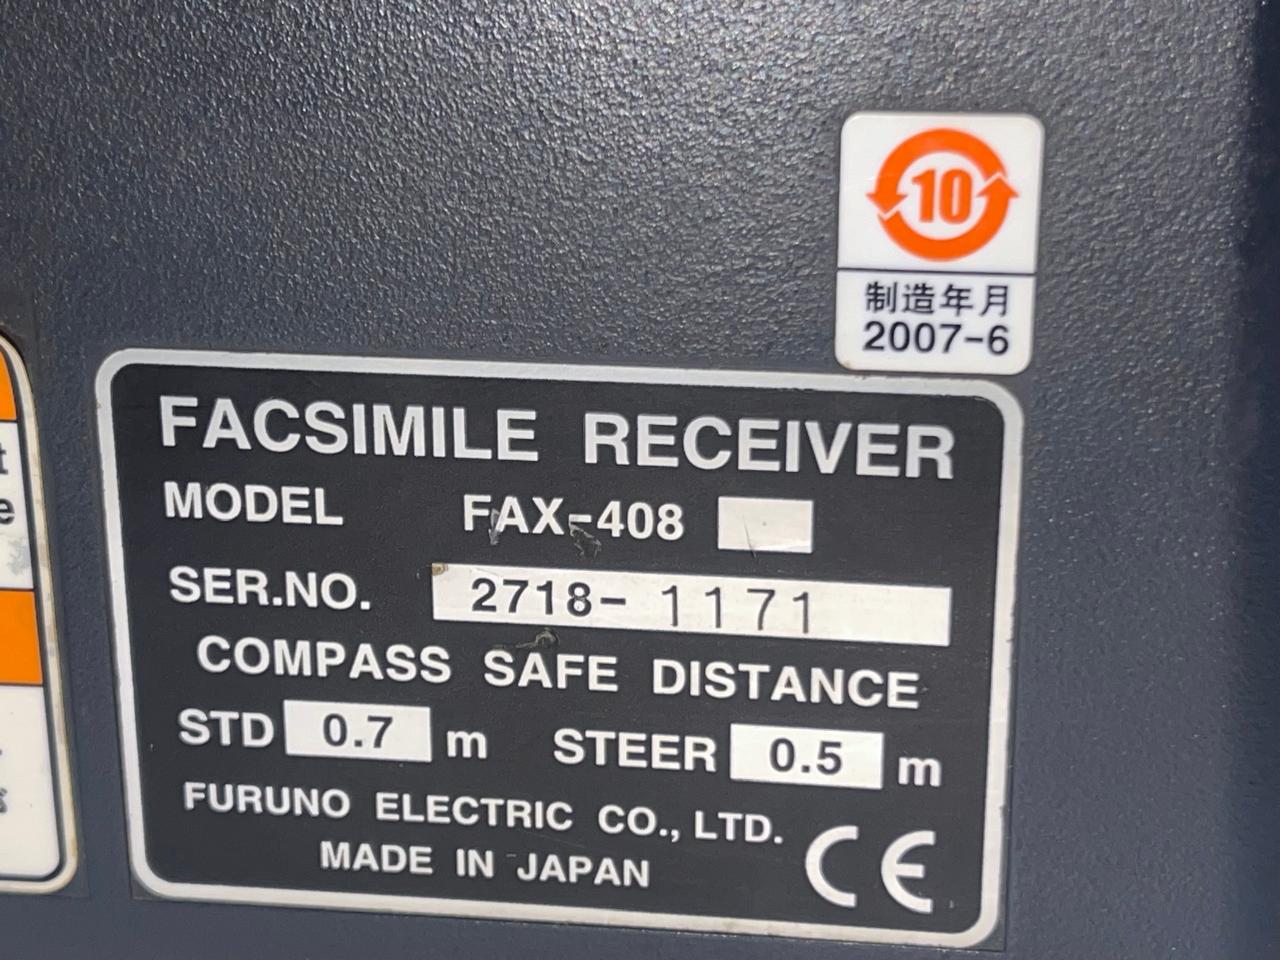 10
制造年月
2007-6
FACSIMILE RECEIVER
MODEL FAX-408
SER.NO. 2718-1171
COMPASS SAFE DISTANCE
STD 0.7 m STEER 0.5 m
FURUNO ELECTRIC CO., LTD.
MADE IN JAPAN
CE